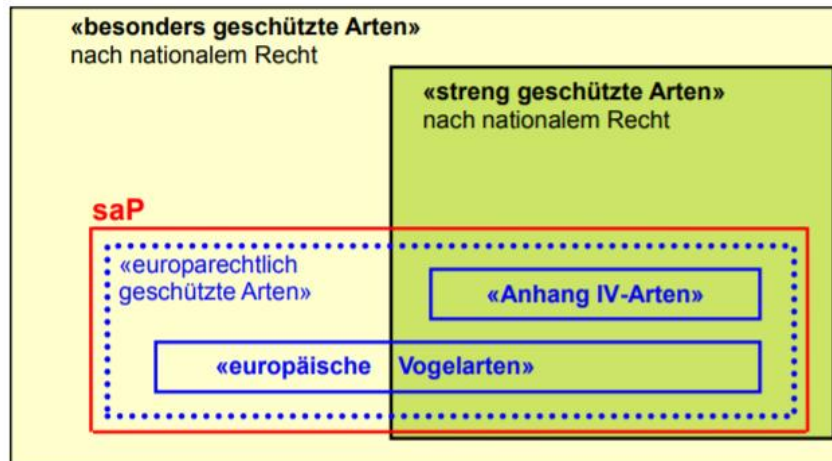 «besonders geschützte Arten»
nach nationalem Recht
«streng geschützte Arten»
nach nationalem Recht
saP
«europarechtlich
geschützte Arten»
«Anhang IV-Arten»
«europäische Vogelarten»